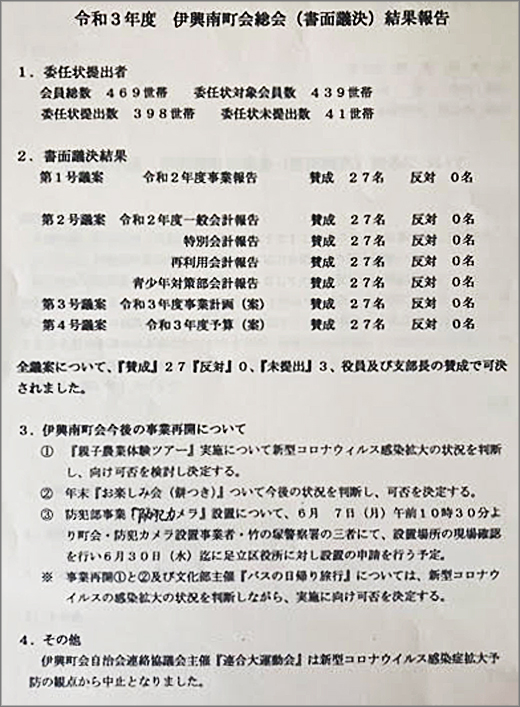 令和３年度　伊興南町会総会（書面議決）結果報告
１．委任状提出者
会員総数　４６９世帯　委任状対象会員数　４３９世帯
委任状提出数　３９８世帯　委任状未提出数　４１世帯
２．書面議決結果
第１号議案　令和２年度事業報告　賛成　２７名　反対　０名
第２号議案　令和２年度一般会計報告　賛成　２７名　反対　０名
特別会計報告　賛成　２７名　反対　０名
再利用会計報告　賛成　２７名　反対　０名
青少年対策部会計報告　賛成　２７名　反対　０名
第３号議案　令和３年度事業計画（案）　賛成　２７名　反対　０名
第４号議案　令和３年度予算（案）　賛成　２７名　反対　０名
全議案について、『賛成』２７『反対』０、『未提出』３、役員及び支部長の賛成で可決
されました。
３．伊興南町会今後の事業再開について
①　『親子農業体験ツアー』実施について新型コロナウィルス感染拡大の状況を判断
し、向け可否を検討し決定する。
②　年末『お楽しみ会（餅つき）』ついて今後の状況を判断し、可否を決定する。
③　防犯部事業『防犯カメラ』設置について、６月　７日（月）午前１０時３０分より
町会・防犯カメラ設置事業者・竹の塚警察署の三者にて、設置場所の現場確認
を行い６月３０日（水）迄に足立区役所に対し設置の申請を行う予定。
※　事業再開①と②及び文化部主催『バスの日帰り旅行』については、新型コロナウ
イルスの感染拡大の状況を判断しながら、実施に向け可否を決定する。
４．その他
伊興町会自治会連絡協議会主催『連合大運動会』は新型コロナウイルス感染症拡大予
防の観点から中止となりました。